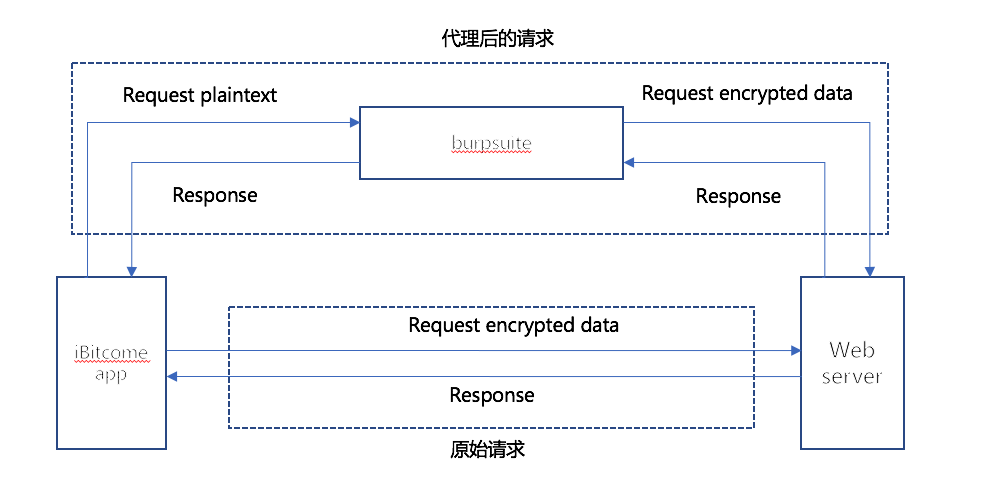 代理后的请求
Request plaintext
Request encrypted data
burpsuite
Response
Response
Request encrypted data
iBitcome
app
Web
server
Response
原始请求